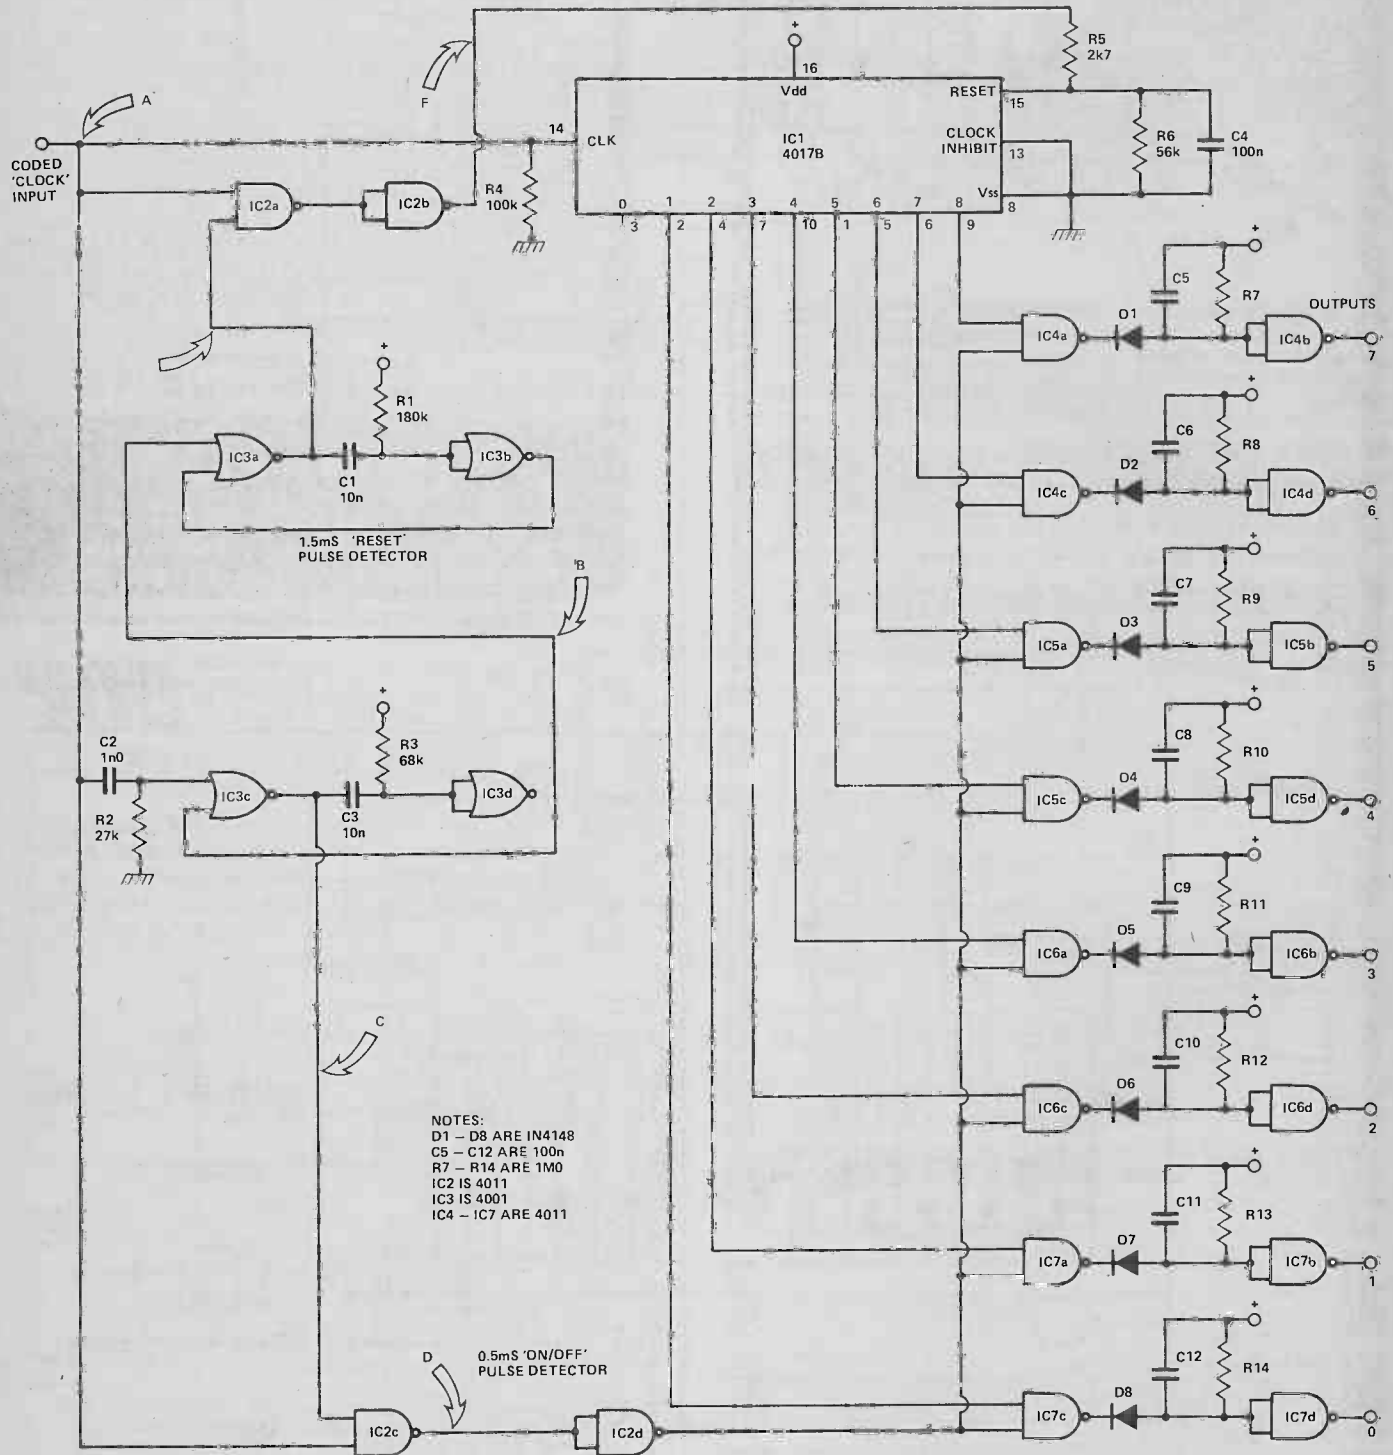 R5
2k7
F
+
16
Vdd
RESET
15
A
14
CLK
IC1
4017B
CLOCK
INHIBIT
13
R6
56k
C4
100n
CODED
'CLOCK'
INPUT
IC2a
IC2b
R4
100k
Vss
8
0
1
2
3
4
5
6
7
8
3
2
4
7
10
1
5
6
9
+
C5
R7
OUTPUTS
IC4a
D1
IC4b
7
+
R1
180k
+
C6
R8
IC3a
C1
10n
IC3b
IC4c
D2
IC4d
6
1.5mS 'RESET'
PULSE DETECTOR
+
C7
R9
B
IC5a
D3
IC5b
5
+
R3
68k
+
C8
R10
C2
1n0
IC3c
C3
10n
IC3d
R2
27k
IC5c
D4
IC5d
4
+
C9
R11
IC6a
D5
IC6b
3
C
+
C10
R12
IC6c
D6
IC6d
2
NOTES:
D1 – D8 ARE IN4148
C5 – C12 ARE 100n
R7 – R14 ARE 1M0
IC2 IS 4011
IC3 IS 4001
IC4 – IC7 ARE 4011
+
C11
R13
IC7a
D7
IC7b
1
+
C12
R14
D
0.5mS 'ON/OFF'
PULSE DETECTOR
IC2c
IC2d
IC7c
D8
IC7d
0